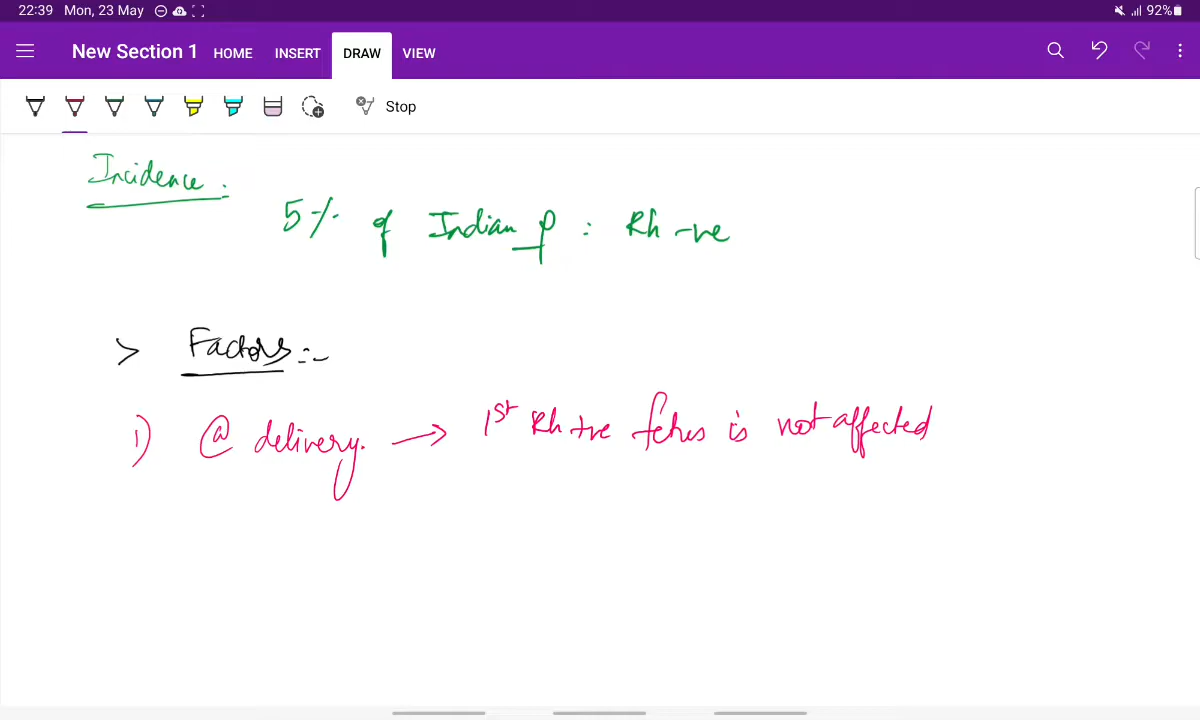 22:39 Mon, 23 May 92%
New Section 1 HOME INSERT DRAW VIEW
Stop
Incidence :
5% of Indian p : Rh -ve
> Factors :-
1) @ delivery. → 1st Rh +ve fetus is not affected